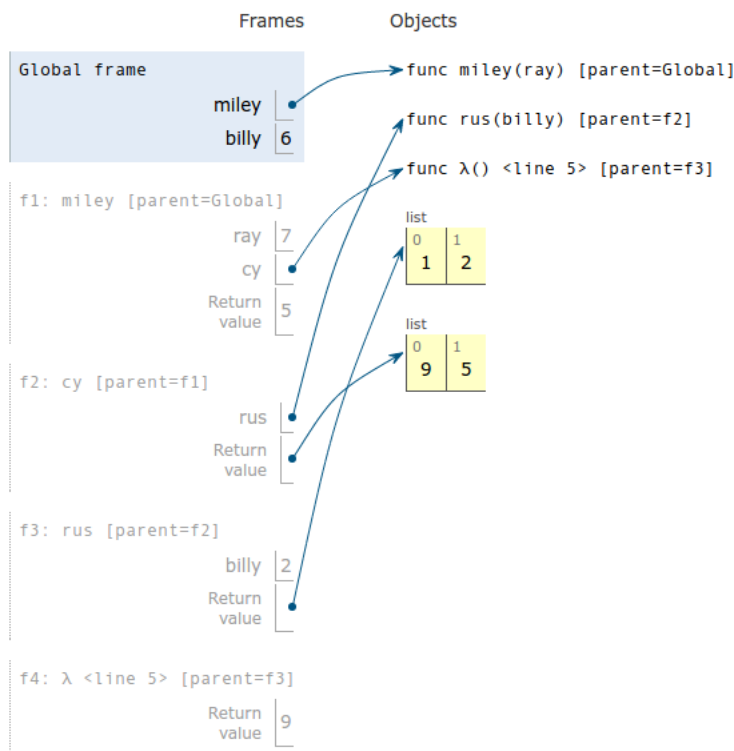 Frames Objects
Global frame func miley(ray) [parent=Global]
miley
func rus(billy) [parent=f2]
billy 6
func λ() <line 5> [parent=f3]
f1: miley [parent=Global]
list
ray 7
0 1
1 2
cy
Return value 5
list
0 1
9 5
f2: cy [parent=f1]
rus
Return value
f3: rus [parent=f2]
billy 2
Return value
f4: λ <line 5> [parent=f3]
Return value 9